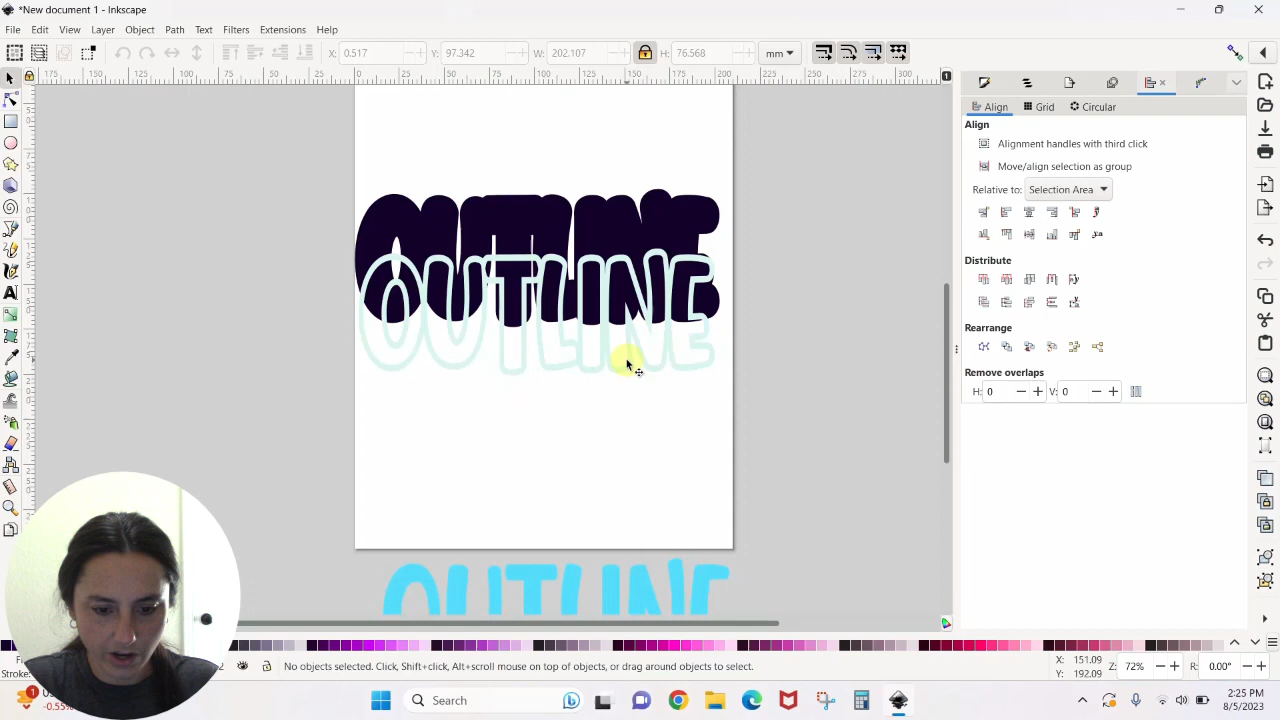 *New document 1 - Inkscape
File Edit View Layer Object Path Text Filters Extensions Help
X: 0.517 Y: 97.342 W: 202.107 H: 76.568 mm
Align Grid Circular
Align
Alignment handles with third click
Move/align selection as group
Relative to: Selection Area
Distribute
Rearrange
Remove overlaps
H: 0 V: 0
OUTLINE
OUTLINE
OUTLINE
No objects selected. Click, Shift+click, Alt+scroll mouse on top of objects, or drag around objects to select.
X: 151.09
Y: 192.09
Z: 72% R: 0.00°
Stroke:
-0.55%
Search
2:25 PM
8/5/2023